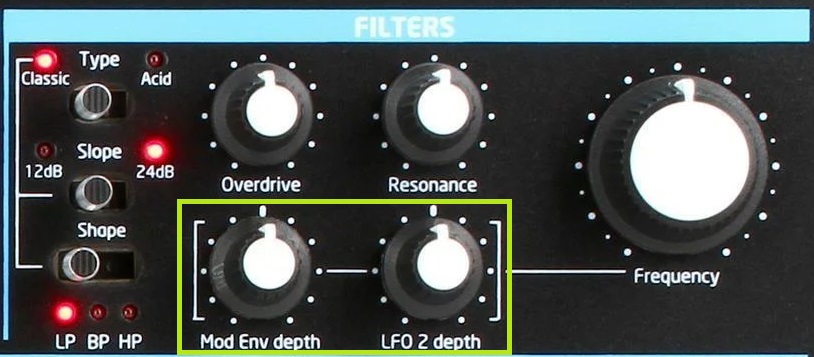 FILTERS
Type
Classic
Acid
Slope
12dB
24dB
Shape
LP BP HP
Overdrive
Resonance
Mod Env depth
LFO 2 depth
Frequency